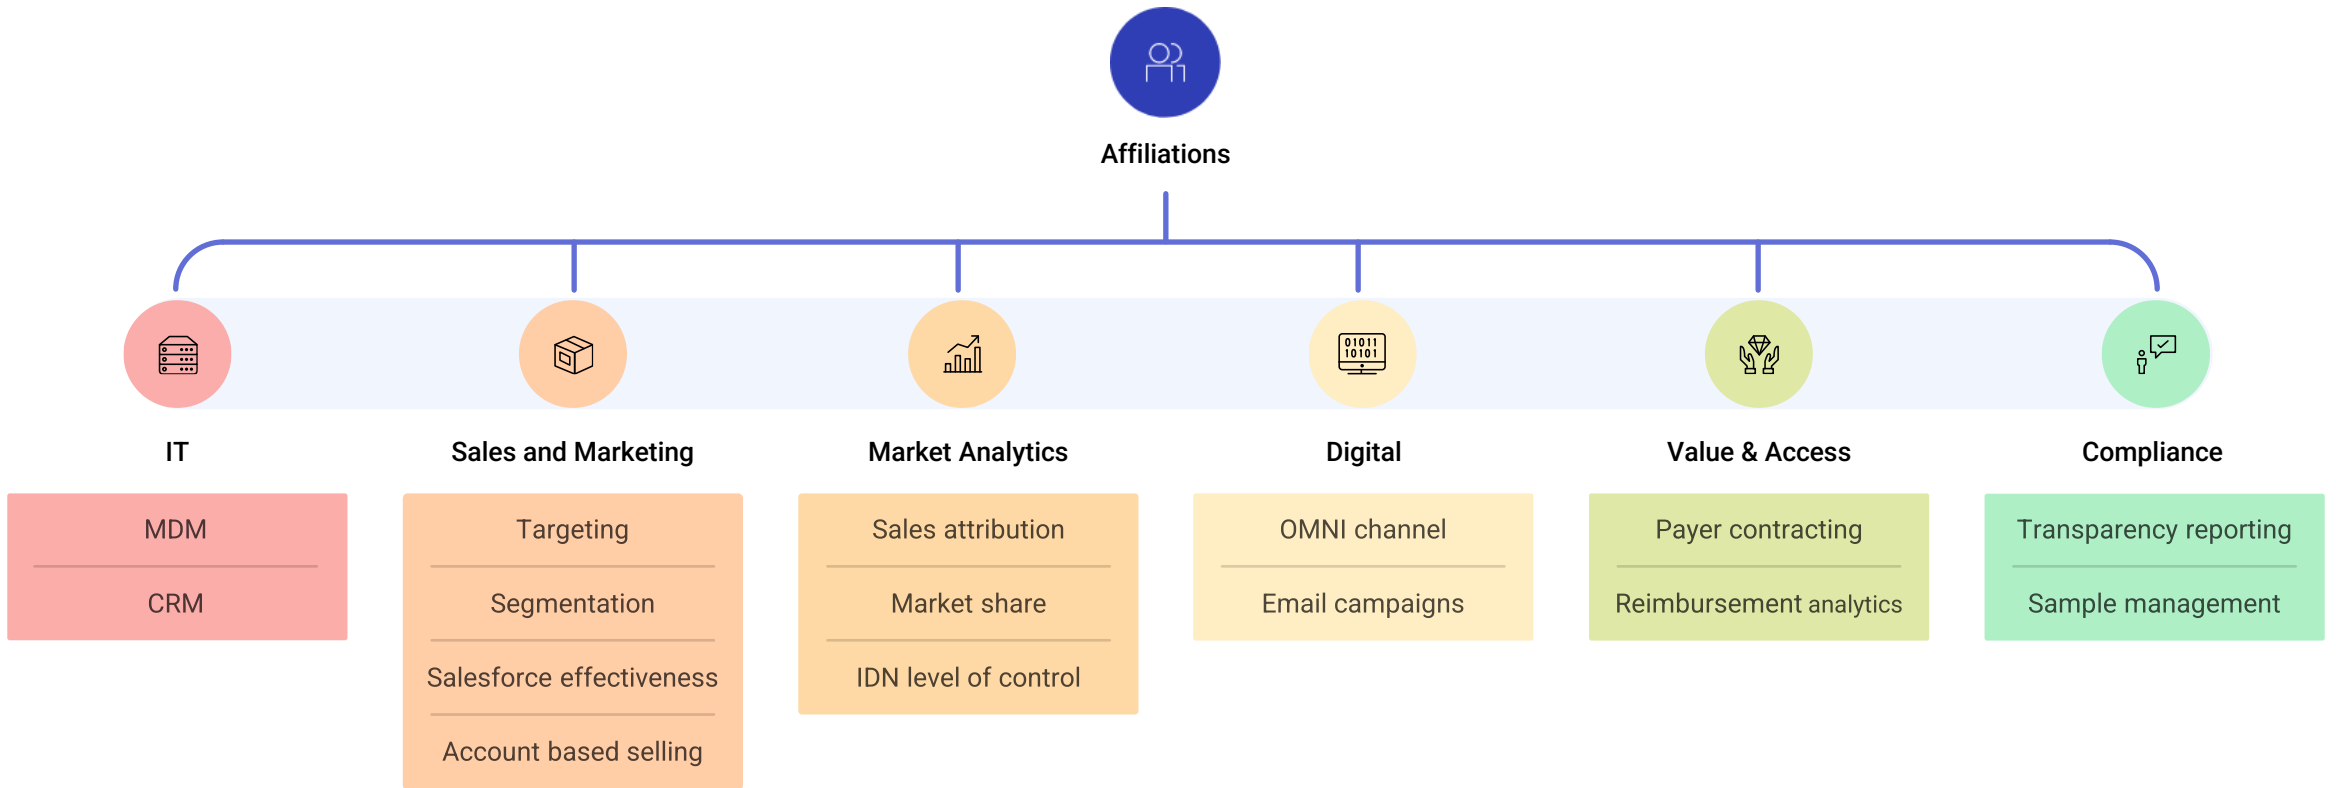 Affiliations
01011
10101
IT
MDM
CRM
Sales and Marketing
Targeting
Segmentation
Salesforce effectiveness
Account based selling
Market Analytics
Sales attribution
Market share
IDN level of control
Digital
OMNI channel
Email campaigns
Value & Access
Payer contracting
Reimbursement analytics
Compliance
Transparency reporting
Sample management